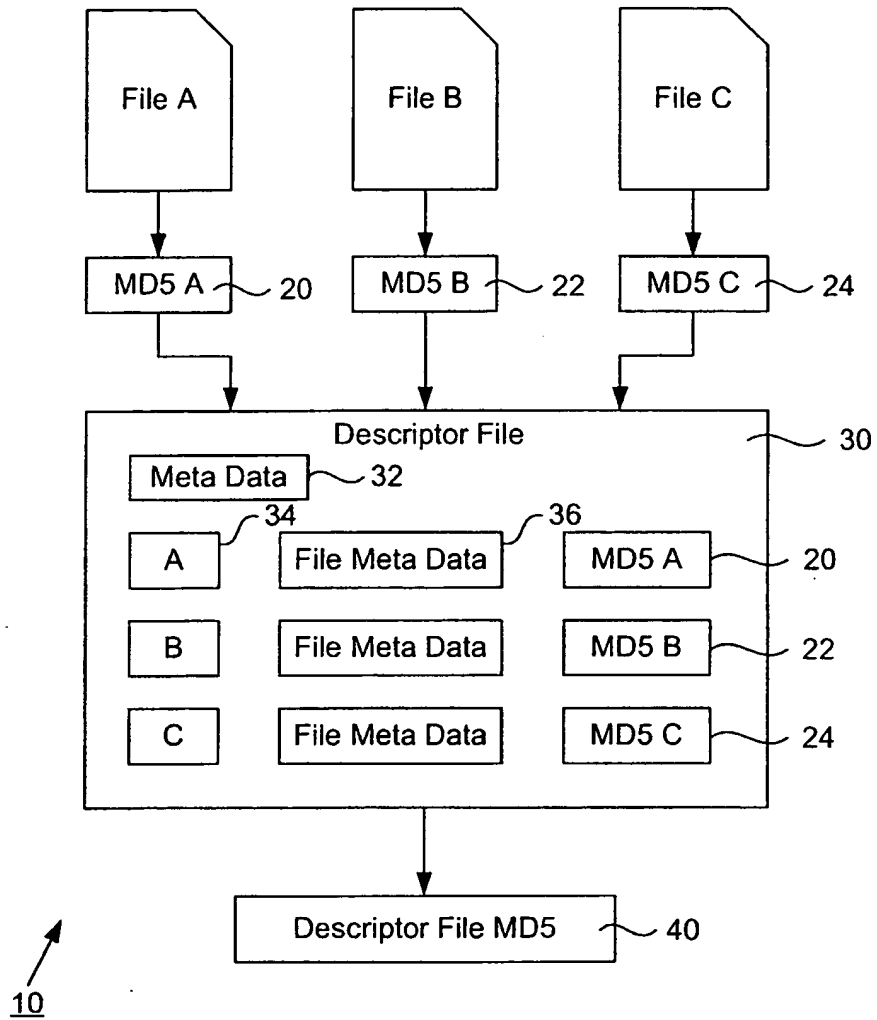 File A File B File C
MD5 A 20 MD5 B 22 MD5 C 24
Descriptor File 30
Meta Data 32
34 36
A File Meta Data MD5 A 20
B File Meta Data MD5 B 22
C File Meta Data MD5 C 24
Descriptor File MD5 40
10